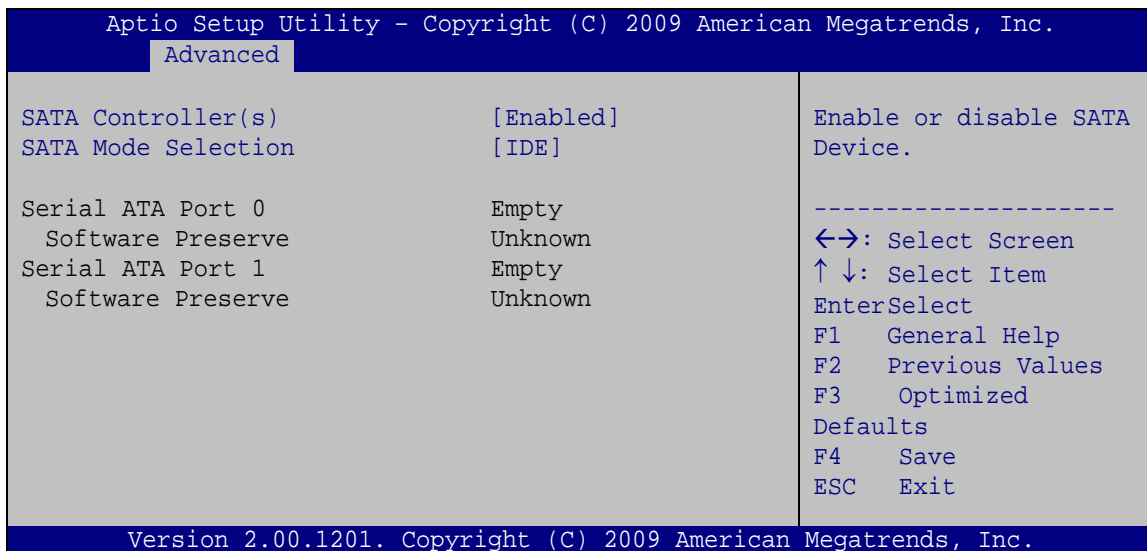 Aptio Setup Utility – Copyright (C) 2009 American Megatrends, Inc.
Advanced
SATA Controller(s) [Enabled]
SATA Mode Selection [IDE]
Serial ATA Port 0 Empty
Software Preserve Unknown
Serial ATA Port 1 Empty
Software Preserve Unknown
Enable or disable SATA
Device.
---------------------
←→: Select Screen
↑ ↓: Select Item
EnterSelect
F1 General Help
F2 Previous Values
F3 Optimized
Defaults
F4 Save
ESC Exit
Version 2.00.1201. Copyright (C) 2009 American Megatrends, Inc.